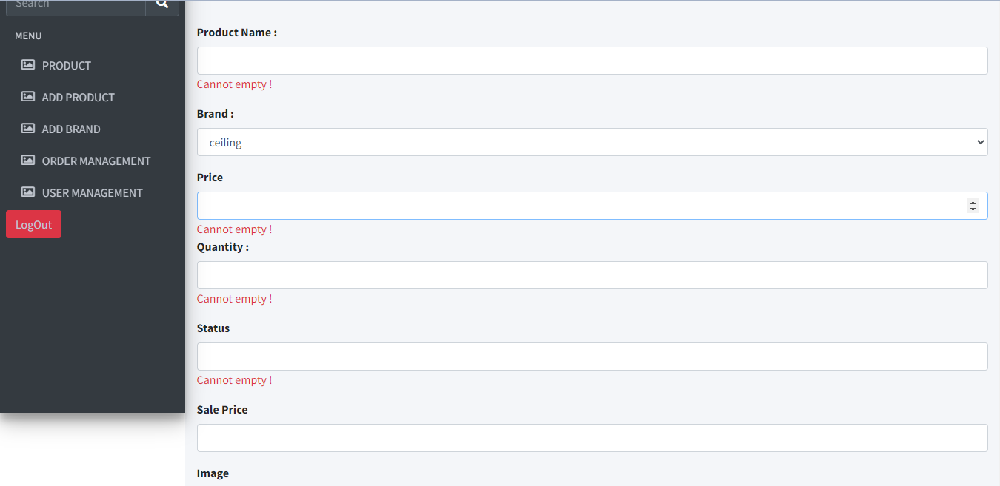 Search
MENU
PRODUCT
ADD PRODUCT
ADD BRAND
ORDER MANAGEMENT
USER MANAGEMENT
LogOut
Product Name :
Cannot empty !
Brand :
ceiling
Price
Cannot empty !
Quantity :
Cannot empty !
Status
Cannot empty !
Sale Price
Image